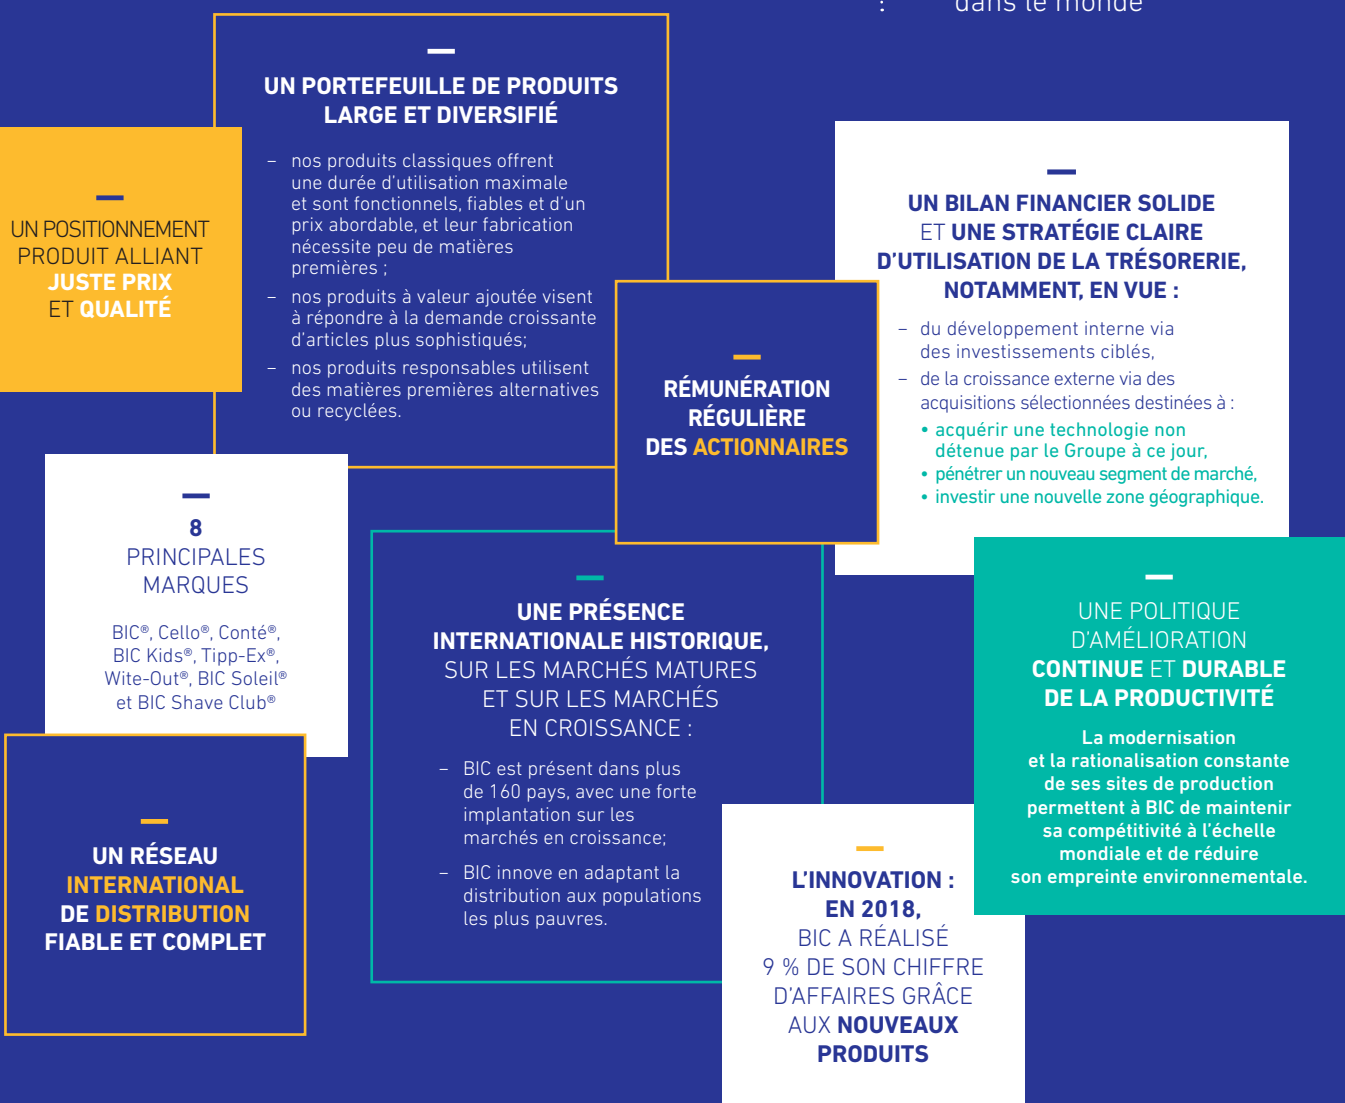 dans le monde
UN PORTEFEUILLE DE PRODUITS
LARGE ET DIVERSIFIÉ
– nos produits classiques offrent
une durée d'utilisation maximale
et sont fonctionnels, fiables et d'un
prix abordable, et leur fabrication
nécessite peu de matières
premières ;
– nos produits à valeur ajoutée visent
à répondre à la demande croissante
d'articles plus sophistiqués;
– nos produits responsables utilisent
des matières premières alternatives
ou recyclées.
UN POSITIONNEMENT
PRODUIT ALLIANT
JUSTE PRIX
ET QUALITÉ
UN BILAN FINANCIER SOLIDE
ET UNE STRATÉGIE CLAIRE
D'UTILISATION DE LA TRÉSORERIE,
NOTAMMENT, EN VUE :
– du développement interne via
des investissements ciblés,
– de la croissance externe via des
acquisitions sélectionnées destinées à :
• acquérir une technologie non
détenue par le Groupe à ce jour,
• pénétrer un nouveau segment de marché,
• investir une nouvelle zone géographique.
RÉMUNÉRATION
RÉGULIÈRE
DES ACTIONNAIRES
8
PRINCIPALES
MARQUES
BIC®, Cello®, Conté®,
BIC Kids®, Tipp-Ex®,
Wite-Out®, BIC Soleil®
et BIC Shave Club®
UNE PRÉSENCE
INTERNATIONALE HISTORIQUE,
SUR LES MARCHÉS MATURES
ET SUR LES MARCHÉS
EN CROISSANCE :
– BIC est présent dans plus
de 160 pays, avec une forte
implantation sur les
marchés en croissance;
– BIC innove en adaptant la
distribution aux populations
les plus pauvres.
UNE POLITIQUE
D'AMÉLIORATION
CONTINUE ET DURABLE
DE LA PRODUCTIVITÉ
La modernisation
et la rationalisation constante
de ses sites de production
permettent à BIC de maintenir
sa compétitivité à l'échelle
mondiale et de réduire
son empreinte environnementale.
UN RÉSEAU
INTERNATIONAL
DE DISTRIBUTION
FIABLE ET COMPLET
L'INNOVATION :
EN 2018,
BIC A RÉALISÉ
9 % DE SON CHIFFRE
D'AFFAIRES GRÂCE
AUX NOUVEAUX
PRODUITS